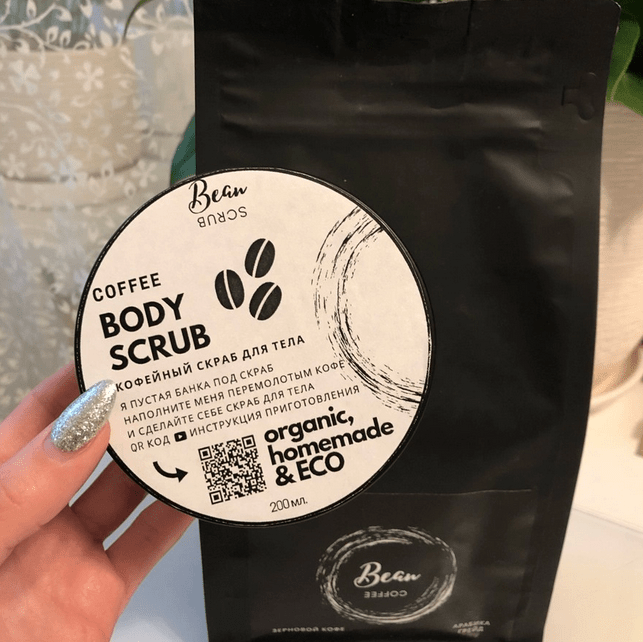 Bean
SCRUB
COFFEE
BODY
SCRUB
КОФЕЙНЫЙ СКРАБ ДЛЯ ТЕЛА
Я ПУСТАЯ БАНКА ПОД СКРАБ
НАПОЛНИТЕ МЕНЯ ПЕРЕМОЛОТЫМ КОФЕ
И СДЕЛАЙТЕ СЕБЕ СКРАБ ДЛЯ ТЕЛА
QR КОД ИНСТРУКЦИЯ ПРИГОТОВЛЕНИЯ
organic,
homemade
& ECO
200 мл.
Bean
COFFEE
ЗЕРНОВОЙ КОФЕ
АРАБИКА
ГРЕЙД